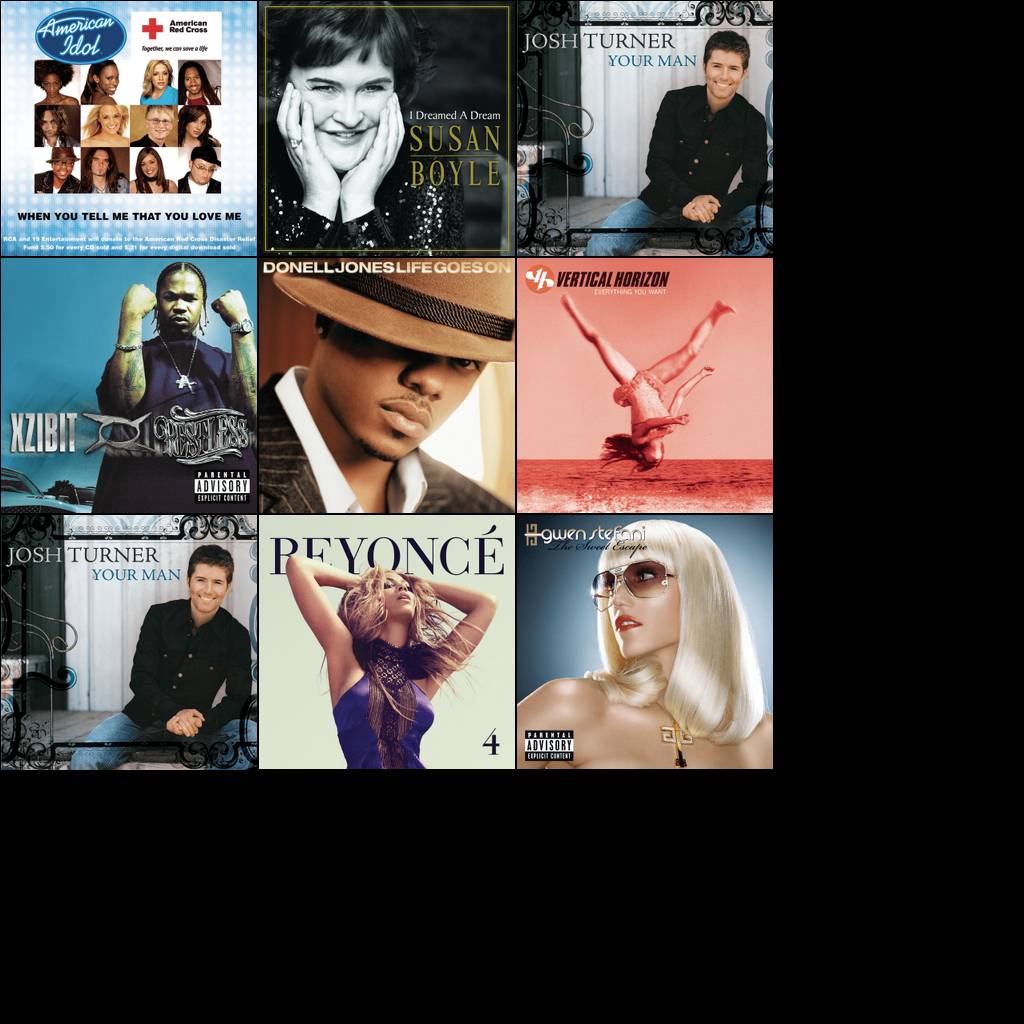 American Idol
American Red Cross
Together, we can save a life
WHEN YOU TELL ME THAT YOU LOVE ME
RCA and 19 Entertainment will donate to the American Red Cross Disaster Relief
Fund $.50 for every CD sold and $.21 for every digital download sold
I Dreamed A Dream
SUSAN
BOYLE
JOSH TURNER
YOUR MAN
XZIBIT
RESTLESS
PARENTAL
ADVISORY
EXPLICIT CONTENT
DONELL JONES LIFE GOES ON
VERTICAL HORIZON
EVERYTHING YOU WANT
JOSH TURNER
YOUR MAN
BEYONCÉ
4
gwen stefani
The Sweet Escape
PARENTAL
ADVISORY
EXPLICIT CONTENT